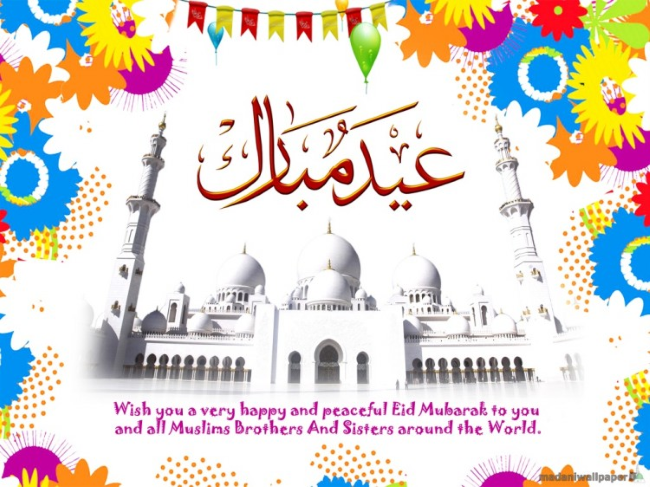 عيد مبارك
Wish you a very happy and peaceful Eid Mubarak to you
and all Muslims Brothers And Sisters around the World.
madaniwallpaper